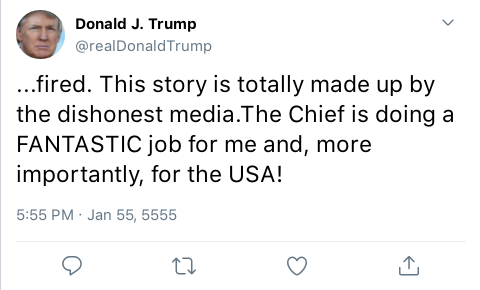 Donald J. Trump
@realDonaldTrump
...fired. This story is totally made up by
the dishonest media.The Chief is doing a
FANTASTIC job for me and, more
importantly, for the USA!
5:55 PM · Jan 55, 5555